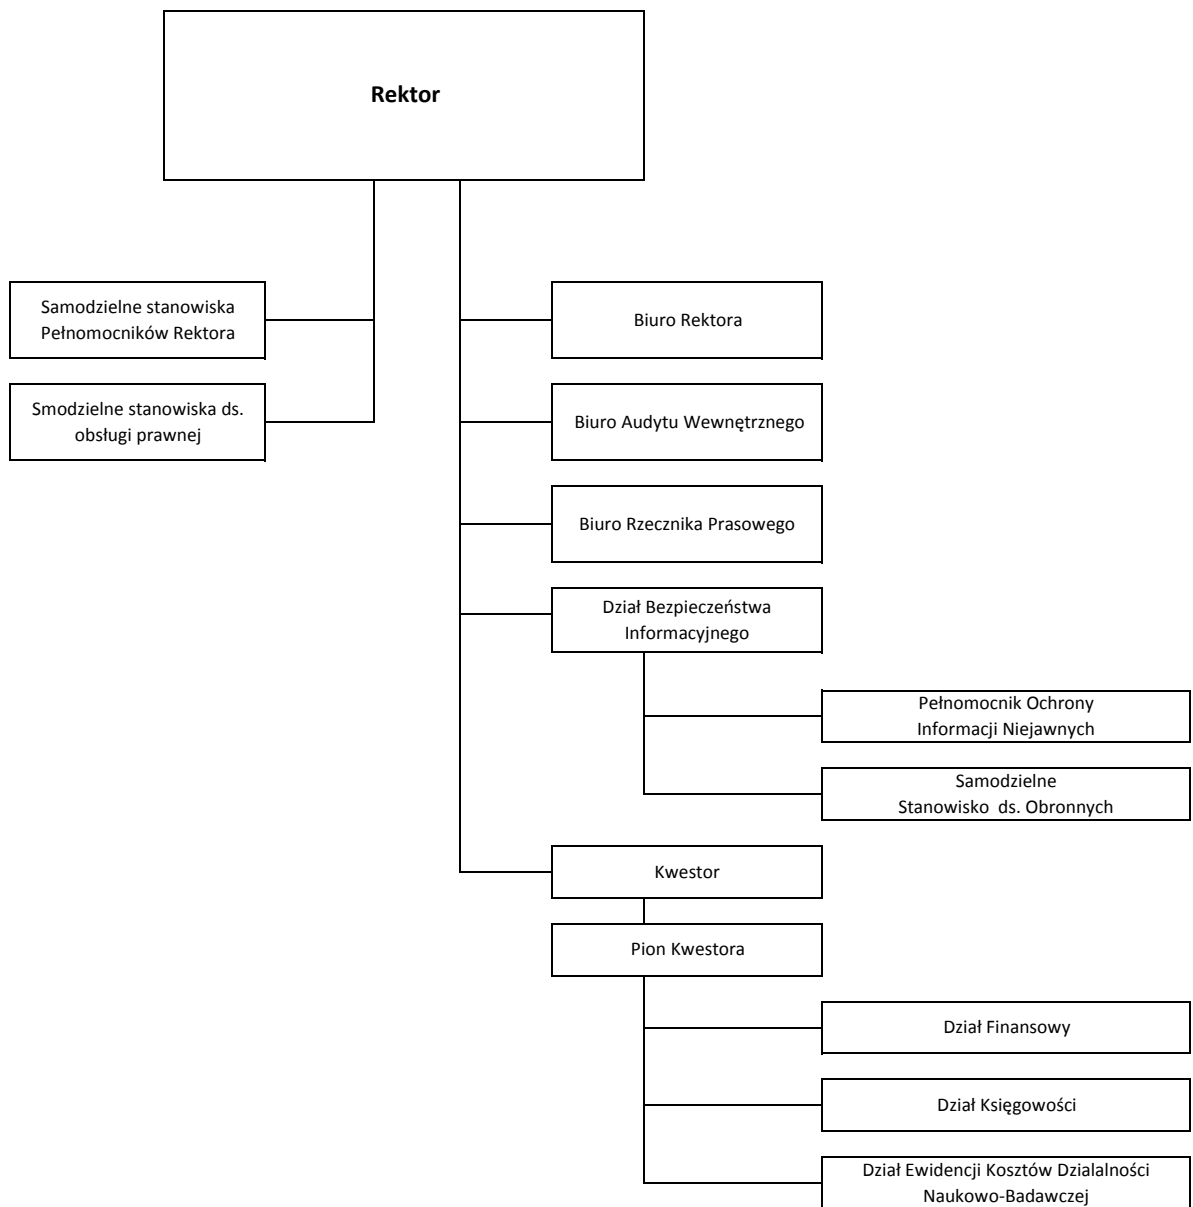 Rektor
Samodzielne stanowiska
Pełnomocników Rektora
Smodzielne stanowiska ds.
obsługi prawnej
Biuro Rektora
Biuro Audytu Wewnętrznego
Biuro Rzecznika Prasowego
Dział Bezpieczeństwa
Informacyjnego
Pełnomocnik Ochrony
Informacji Niejawnych
Samodzielne
Stanowisko ds. Obronnych
Kwestor
Pion Kwestora
Dział Finansowy
Dział Księgowości
Dział Ewidencji Kosztów Dzialalności
Naukowo-Badawczej